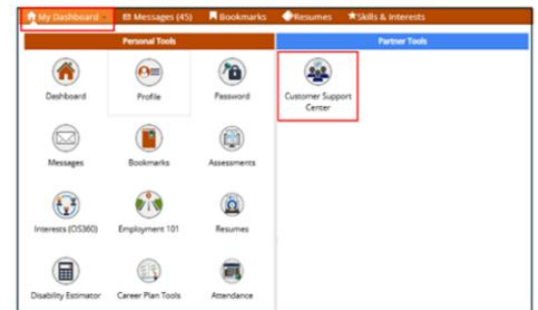 My Dashboard Messages (45) Bookmarks Resumes Skills & Interests
Personal Tools Partner Tools
Dashboard Profile Password Customer Support
Center
Messages Bookmarks Assessments
Interests (OS360) Employment 101 Resumes
Disability Estimator Career Plan Tools Attendance